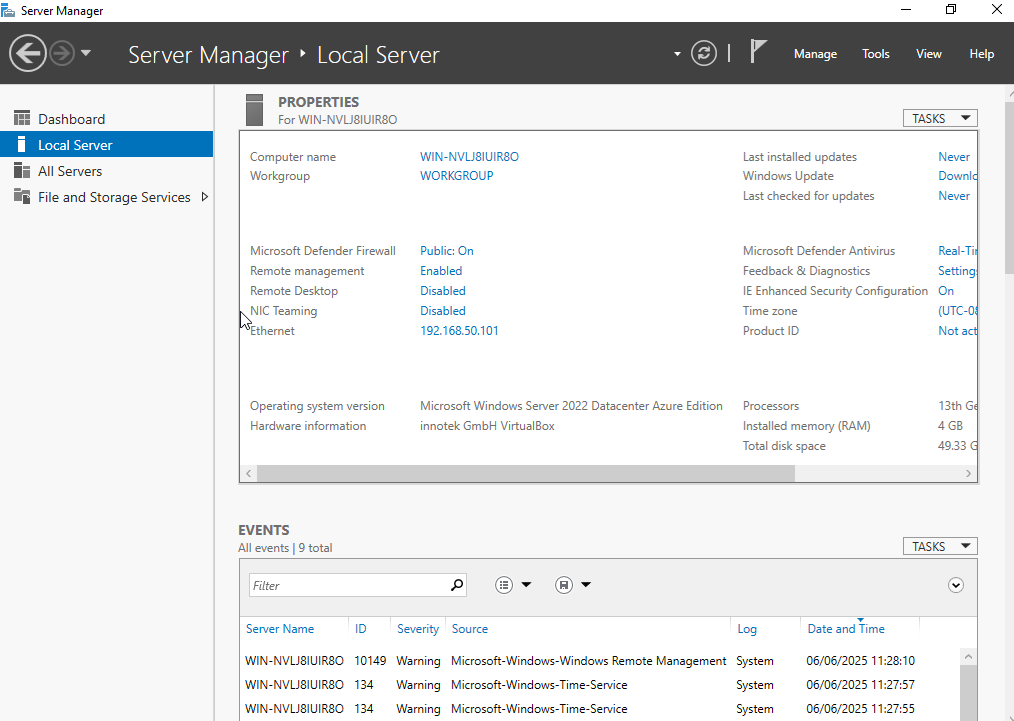 Server Manager
Server Manager ‣ Local Server
Manage Tools View Help
Dashboard
Local Server
All Servers
File and Storage Services
PROPERTIES
For WIN-NVLJ8IUIR8O
TASKS
Computer name WIN-NVLJ8IUIR8O Last installed updates Never
Workgroup WORKGROUP Windows Update Downlo
Last checked for updates Never
Microsoft Defender Firewall Public: On Microsoft Defender Antivirus Real-Tir
Remote management Enabled Feedback & Diagnostics Settings
Remote Desktop Disabled IE Enhanced Security Configuration On
NIC Teaming Disabled Time zone (UTC-08
Ethernet 192.168.50.101 Product ID Not act
Operating system version Microsoft Windows Server 2022 Datacenter Azure Edition Processors 13th Ge
Hardware information innotek GmbH VirtualBox Installed memory (RAM) 4 GB
Total disk space 49.33 G
EVENTS
All events | 9 total
TASKS
Filter
Server Name ID Severity Source Log Date and Time
WIN-NVLJ8IUIR8O 10149 Warning Microsoft-Windows-Windows Remote Management System 06/06/2025 11:28:10
WIN-NVLJ8IUIR8O 134 Warning Microsoft-Windows-Time-Service System 06/06/2025 11:27:57
WIN-NVLJ8IUIR8O 134 Warning Microsoft-Windows-Time-Service System 06/06/2025 11:27:55